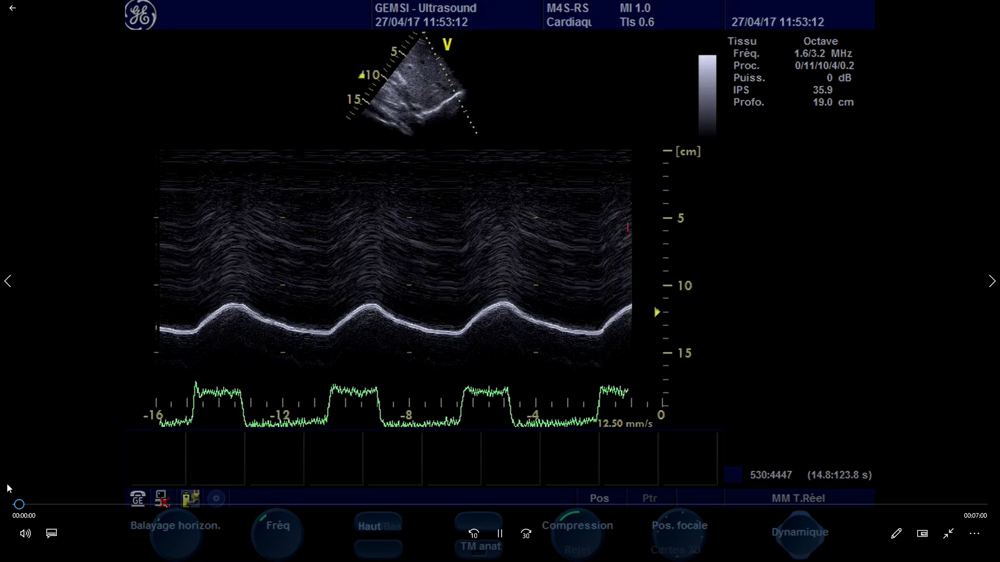 GEMSI - Ultrasound
27/04/17 11:53:12
M4S-RS
Cardiaqu
MI 1.0
TIs 0.6
27/04/17 11:53:12
Tissu Octave
Fréq. 1.6/3.2 MHz
Proc. 0/11/10/4/0.2
Puiss. 0 dB
IPS 35.9
Profo. 19.0 cm
V
5
10
15
[cm]
5
10
15
-16 -12 -8 -4 0
12.50 mm/s
530:4447 (14.8:123.8 s)
GE
Pos Ptr MM T.Réel
00:00:00 00:07:00
Balayage horizon. Fréq Haut/Bas Compression Pos. focale Dynamique
10 30
TM anat Rejet Cartes 2D